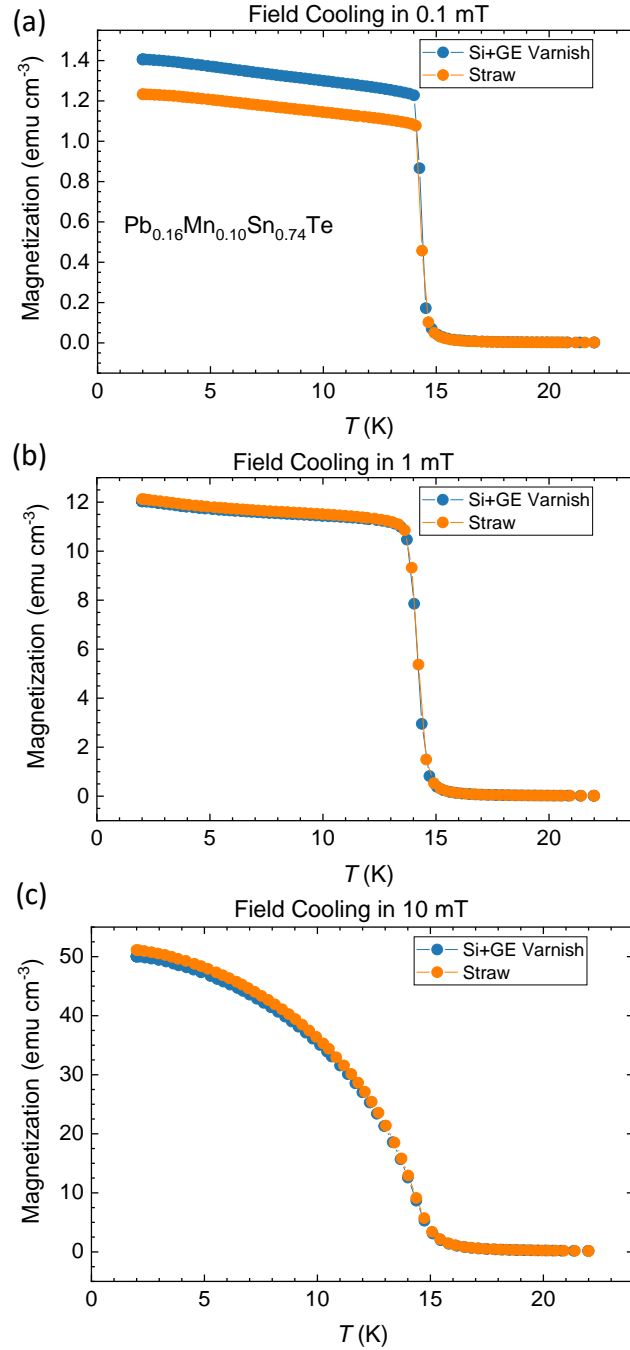 (a)
Field Cooling in 0.1 mT
Magnetization (emu cm⁻³)
1.4
1.2
1.0
0.8
0.6
0.4
0.2
0.0
Si+GE Varnish
Straw
Pb₀.₁₆Mn₀.₁₀Sn₀.₇₄Te
0 5 10 15 20
T (K)
(b)
Field Cooling in 1 mT
Magnetization (emu cm⁻³)
12
10
8
6
4
2
0
Si+GE Varnish
Straw
0 5 10 15 20
T (K)
(c)
Field Cooling in 10 mT
Magnetization (emu cm⁻³)
50
40
30
20
10
0
Si+GE Varnish
Straw
0 5 10 15 20
T (K)